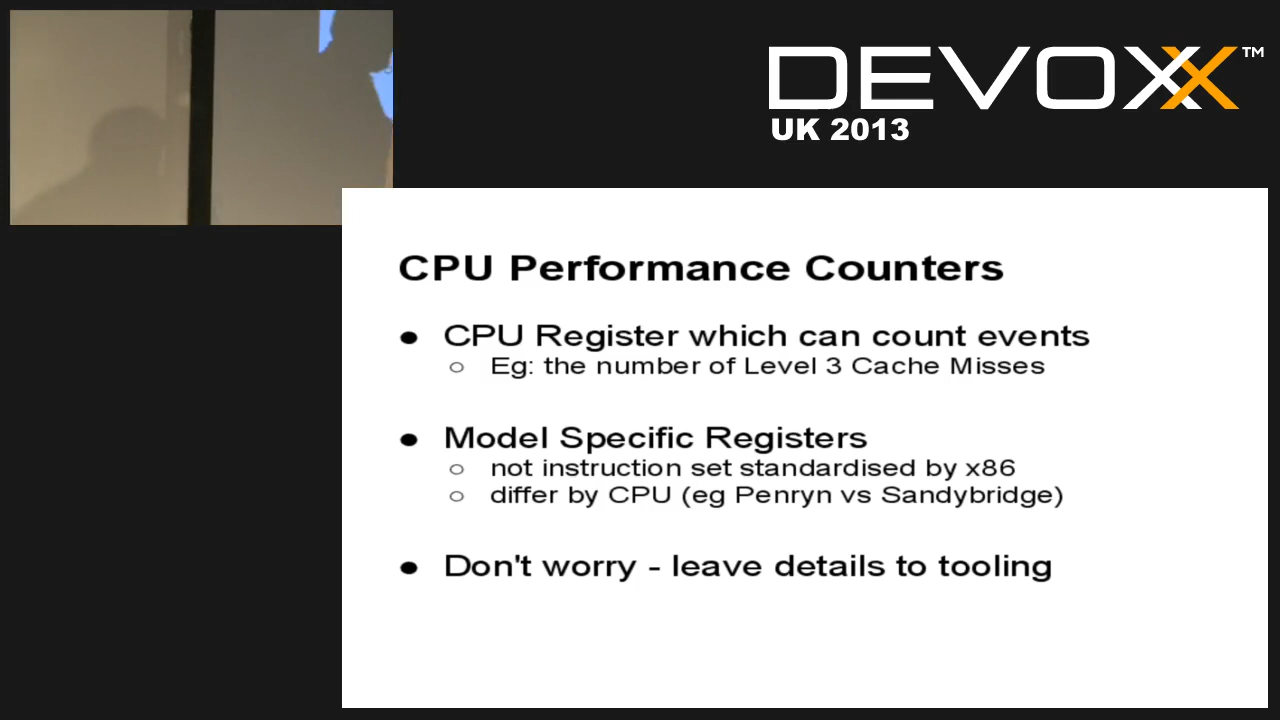 DEVOXX™
UK 2013
CPU Performance Counters
● CPU Register which can count events
○ Eg: the number of Level 3 Cache Misses
● Model Specific Registers
○ not instruction set standardised by x86
○ differ by CPU (eg Penryn vs Sandybridge)
● Don't worry - leave details to tooling